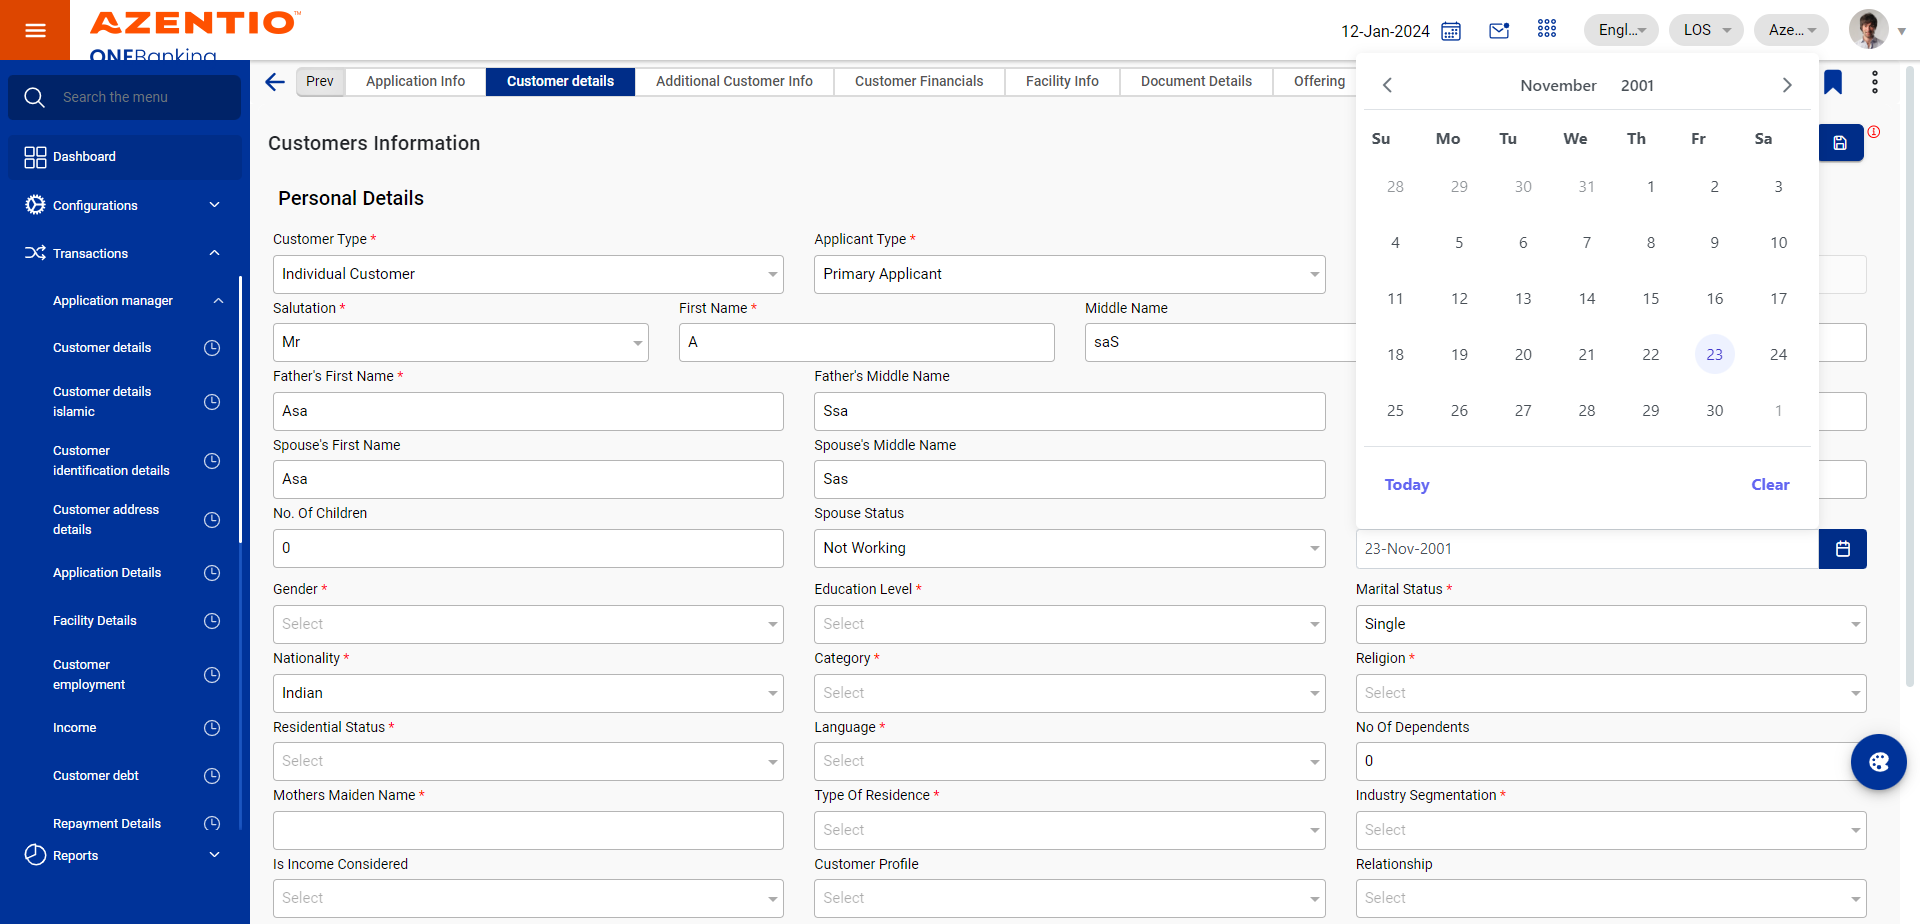 AZENTIO™
ONEBanking
12-Jan-2024
Engl...
LOS
Aze...
Search the menu
Dashboard
Configurations
Transactions
Application manager
Customer details
Customer details
islamic
Customer
identification details
Customer address
details
Application Details
Facility Details
Customer
employment
Income
Customer debt
Repayment Details
Reports
Prev
Application Info
Customer details
Additional Customer Info
Customer Financials
Facility Info
Document Details
Offering
Customers Information
Personal Details
Customer Type *
Applicant Type *
Individual Customer
Primary Applicant
Salutation *
First Name *
Middle Name
Mr
A
saS
Father's First Name *
Father's Middle Name
Asa
Ssa
Spouse's First Name
Spouse's Middle Name
Asa
Sas
No. Of Children
Spouse Status
0
Not Working
23-Nov-2001
November 2001
Su Mo Tu We Th Fr Sa
28 29 30 31 1 2 3
4 5 6 7 8 9 10
11 12 13 14 15 16 17
18 19 20 21 22 23 24
25 26 27 28 29 30 1
Today
Clear
Gender *
Education Level *
Marital Status *
Select
Select
Single
Nationality *
Category *
Religion *
Indian
Select
Select
Residential Status *
Language *
No Of Dependents
Select
Select
0
Mothers Maiden Name *
Type Of Residence *
Industry Segmentation *
Select
Select
Is Income Considered
Customer Profile
Relationship
Select
Select
Select